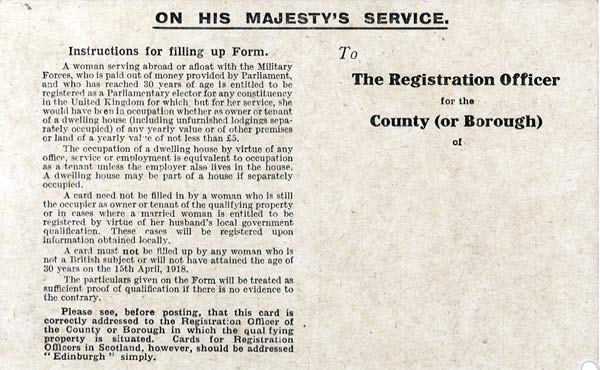 ON HIS MAJESTY'S SERVICE.
Instructions for filling up Form.
A woman serving abroad or afloat with the Military
Forces, who is paid out of money provided by Parliament,
and who has reached 30 years of age is entitled to be
registered as a Parliamentary elector for any constituency
in the United Kingdom for which, but for her service, she
would have been in occupation whether as owner or tenant
of a dwelling house (including unfurnished lodgings sepa-
rately occupied) of any yearly value or of other premises
or land of a yearly value of not less than £5.
The occupation of a dwelling house by virtue of any
office, service or employment is equivalent to occupation
as a tenant unless the employer also lives in the house.
A dwelling house may be part of a house if separately
occupied.
A card need not be filled in by a woman who is still
the occupier as owner or tenant of the qualifying property
or in cases where a married woman is entitled to be
registered by virtue of her husband's local government
qualification. These cases will be registered upon
information obtained locally.
A card must not be filled up by any woman who is
not a British subject or will not have attained the age of
30 years on the 15th April, 1918.
The particulars given on the Form will be treated as
sufficient proof of qualification if there is no evidence to
the contrary.
Please see, before posting, that this card is
correctly addressed to the Registration Officer of
the County or Borough in which the qualifying
property is situated. Cards for Registration
Officers in Scotland, however, should be addressed
"Edinburgh" simply.
To
The Registration Officer
for the
County (or Borough)
of